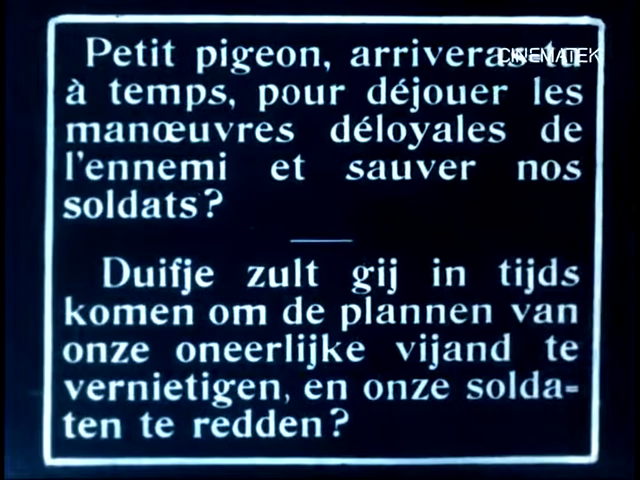 Petit pigeon, arriveras-tu
CINEMATEK
à temps, pour déjouer les
manœuvres déloyales de
l'ennemi et sauver nos
soldats?
Duifje zult gij in tijds
komen om de plannen van
onze oneerlijke vijand te
vernietigen, en onze solda=
ten te redden?